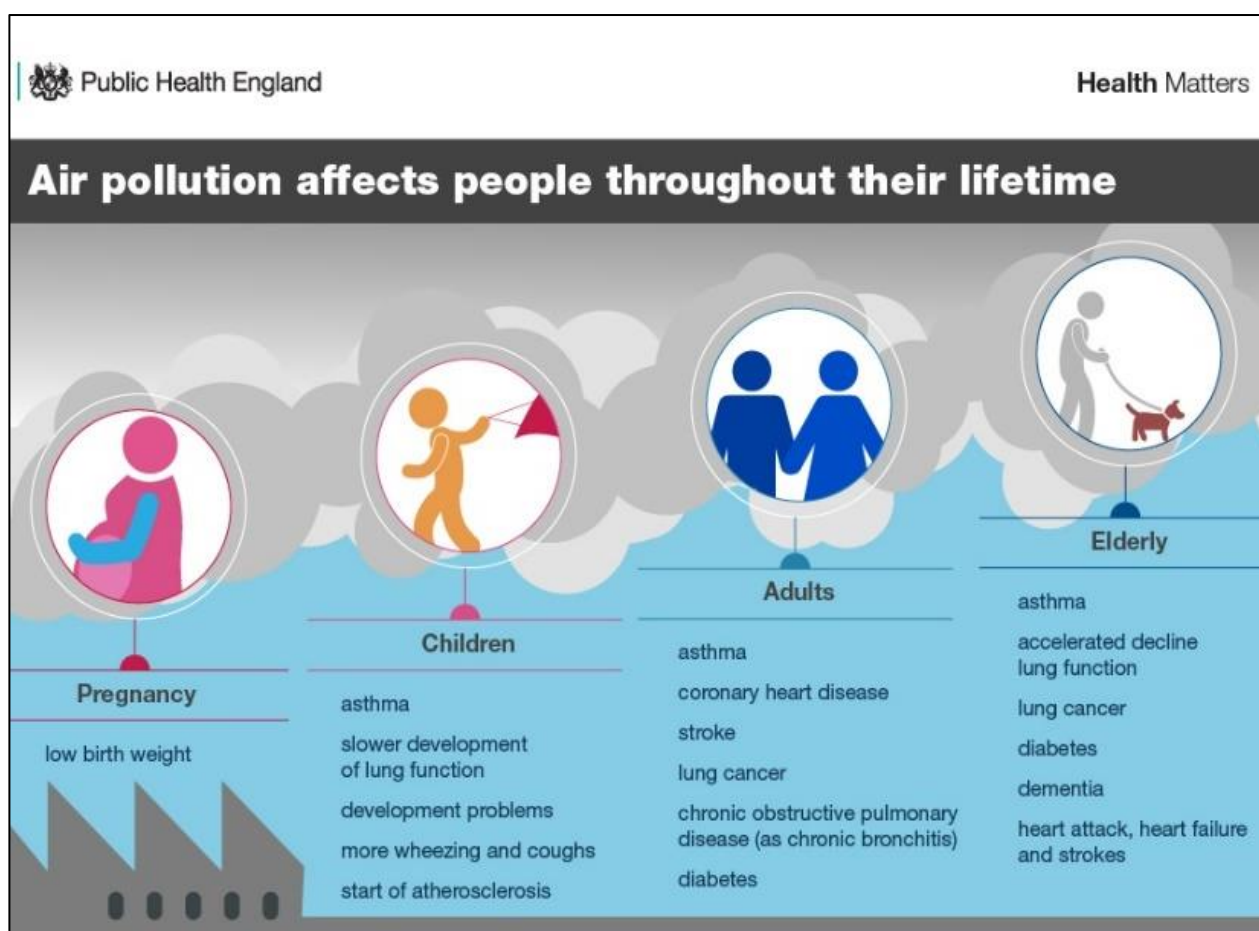 Public Health England
Health Matters
Air pollution affects people throughout their lifetime
Pregnancy
low birth weight
Children
asthma
slower development
of lung function
development problems
more wheezing and coughs
start of atherosclerosis
Adults
asthma
coronary heart disease
stroke
lung cancer
chronic obstructive pulmonary
disease (as chronic bronchitis)
diabetes
Elderly
asthma
accelerated decline
lung function
lung cancer
diabetes
dementia
heart attack, heart failure
and strokes